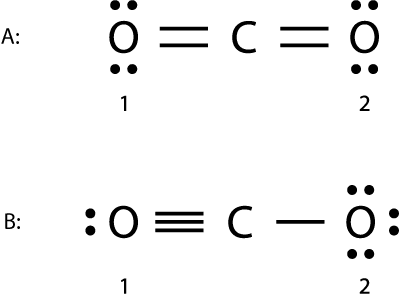 A: O = C = O
1 2
B: O ≡ C — O
1 2